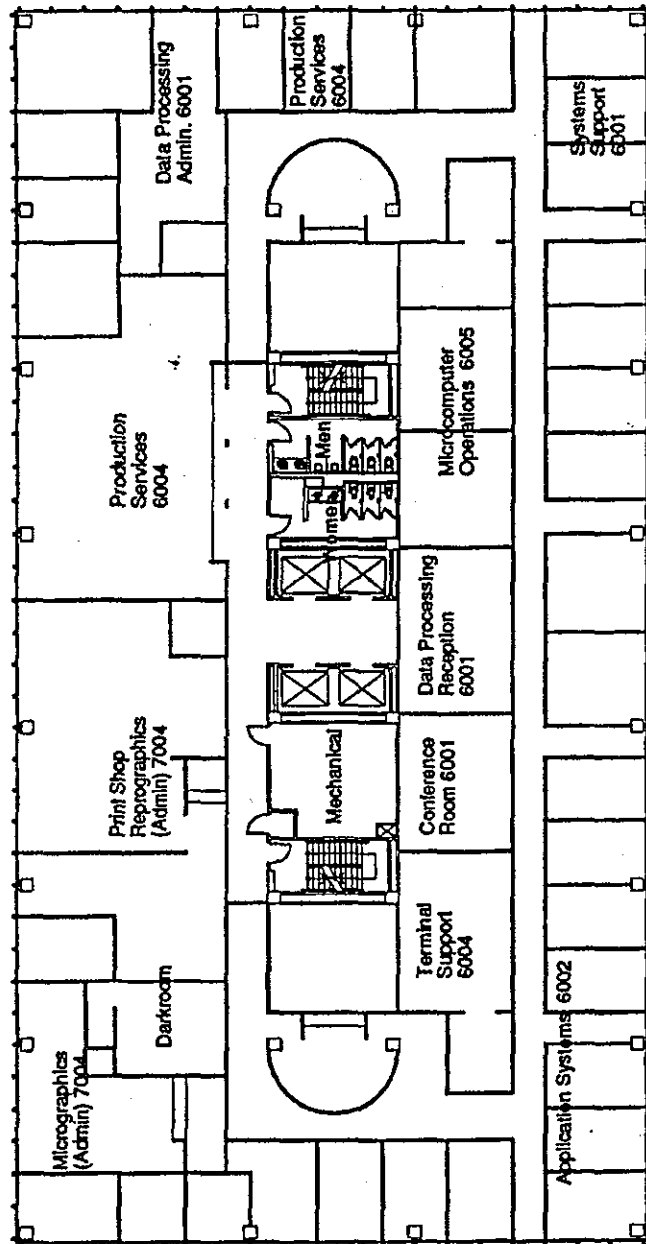 Micrographics
(Admin) 7004
Darkroom
Print Shop
Reprographics
(Admin) 7004
Production
Services
6004
Data Processing
Admin. 6001
Mechanical
Women
Men
Production
Services
6004
Terminal
Support
6004
Conference
Room 6001
Data Processing
Reception
6001
Microcomputer
Operations 6005
Application Systems 6002
Systems
Support
6001